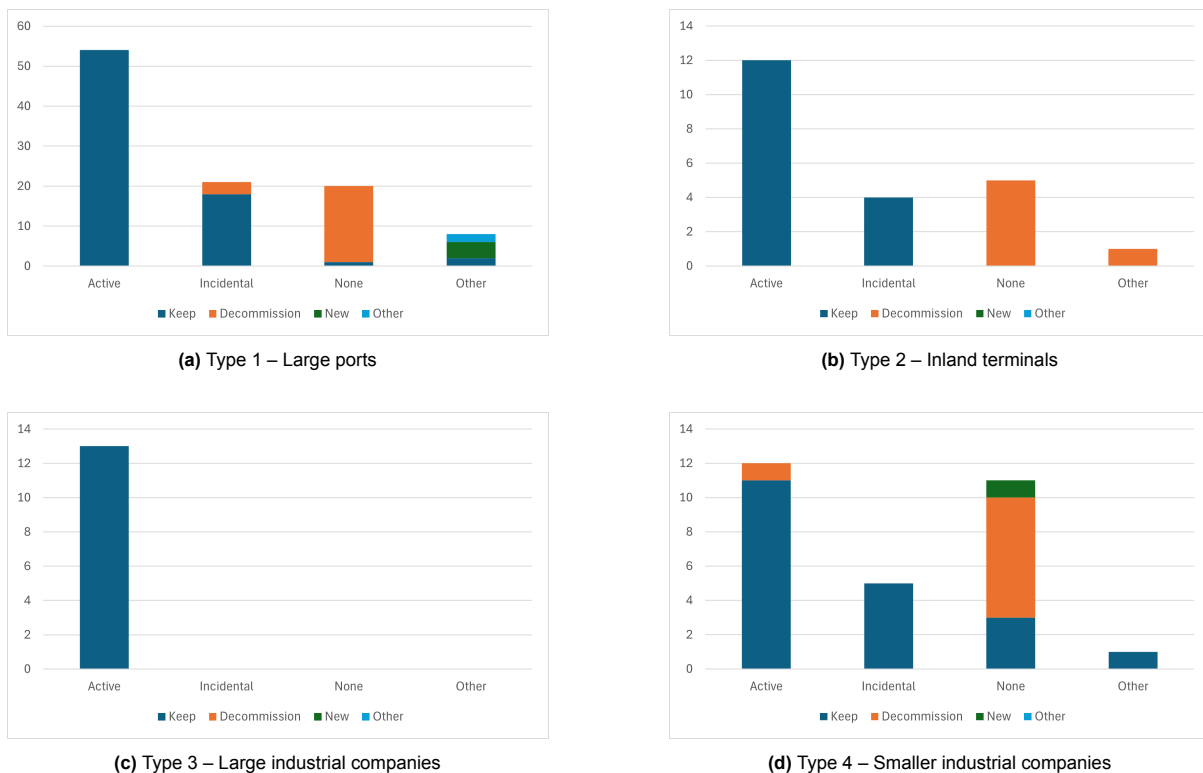 60
50
40
30
20
10
0
Active Incidental None Other
Keep Decommission New Other
(a) Type 1 – Large ports
14
12
10
8
6
4
2
0
Active Incidental None Other
Keep Decommission New Other
(b) Type 2 – Inland terminals
14
12
10
8
6
4
2
0
Active Incidental None Other
Keep Decommission New Other
(c) Type 3 – Large industrial companies
14
12
10
8
6
4
2
0
Active Incidental None Other
Keep Decommission New Other
(d) Type 4 – Smaller industrial companies